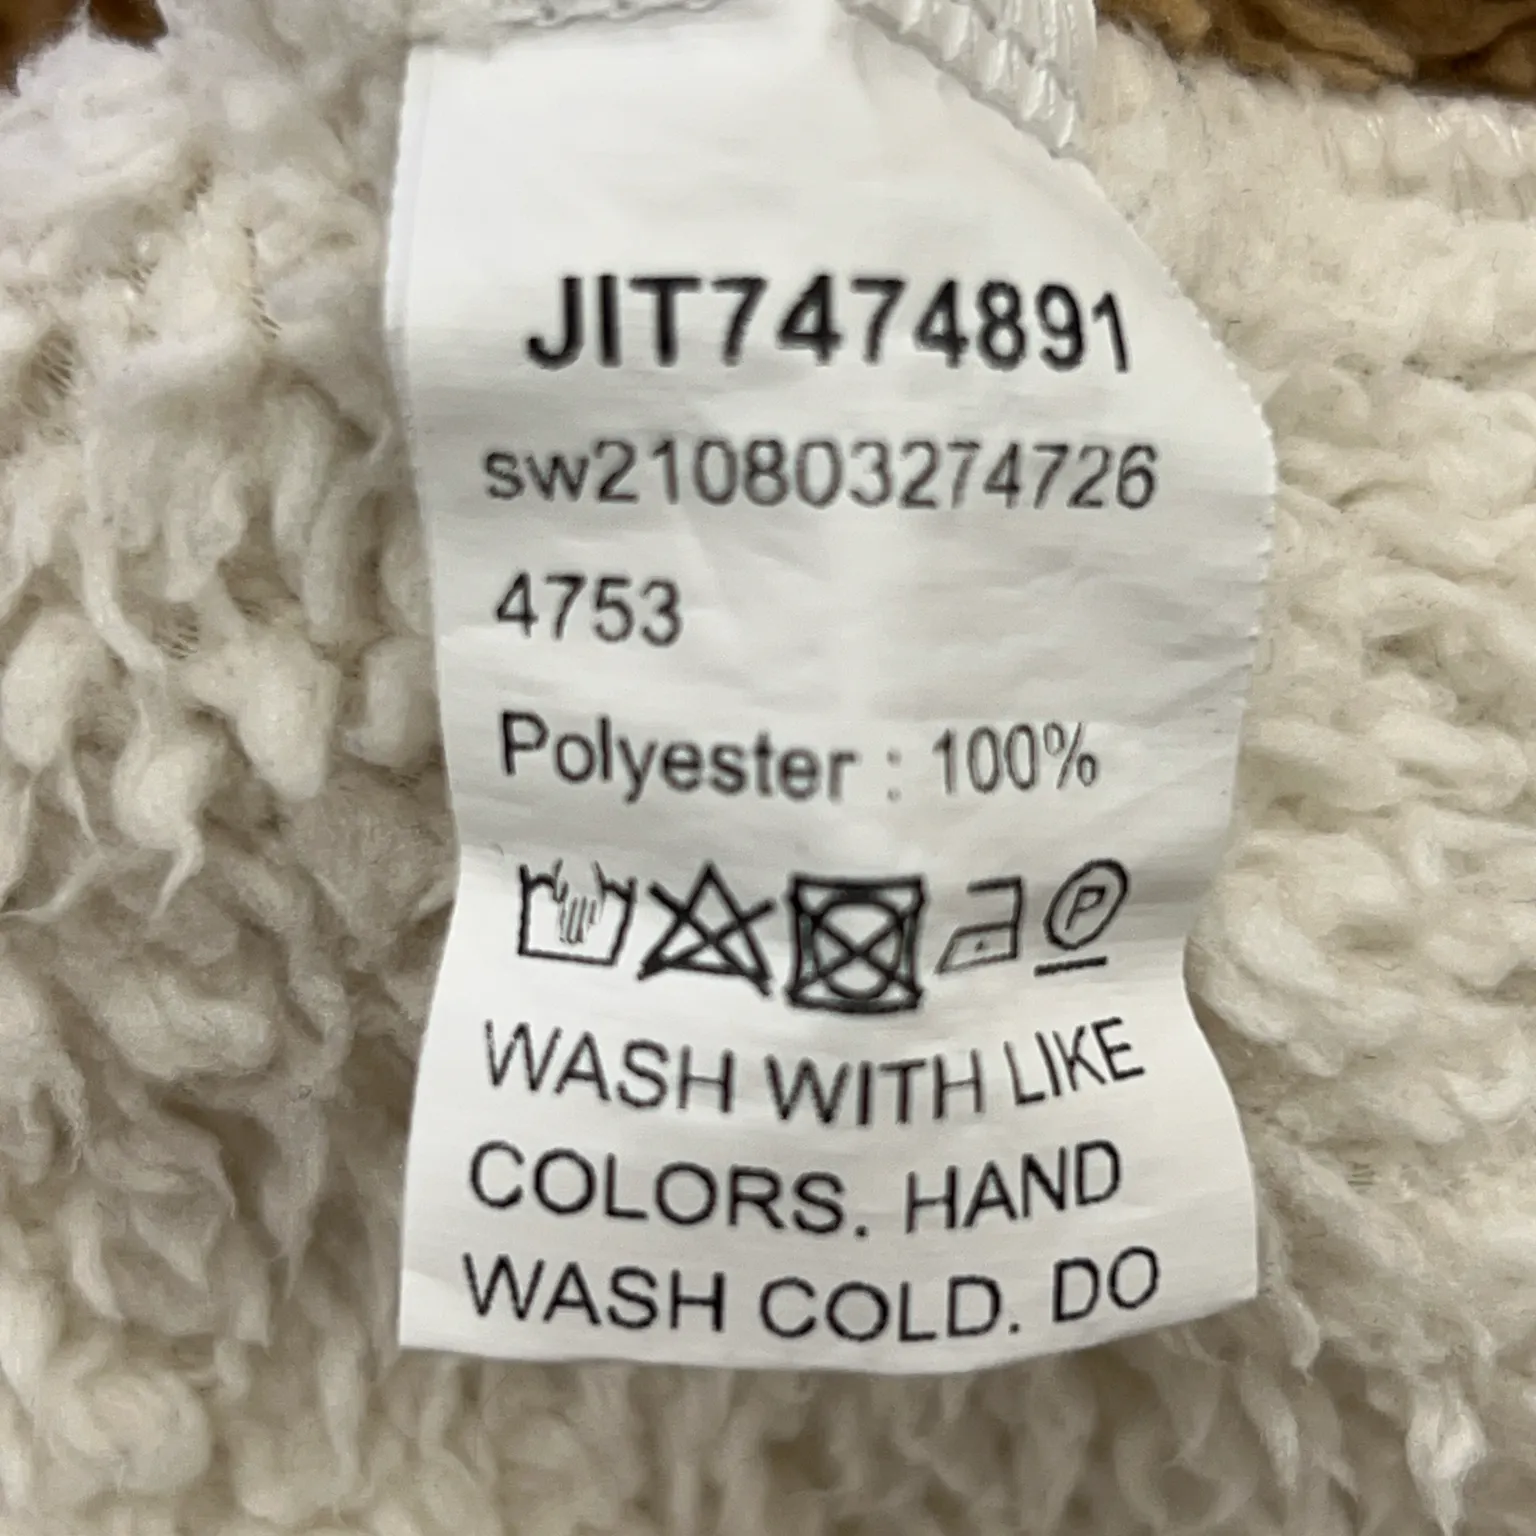 JIT7474891
sw210803274726
4753
Polyester : 100%
P
WASH WITH LIKE
COLORS. HAND
WASH COLD. DO